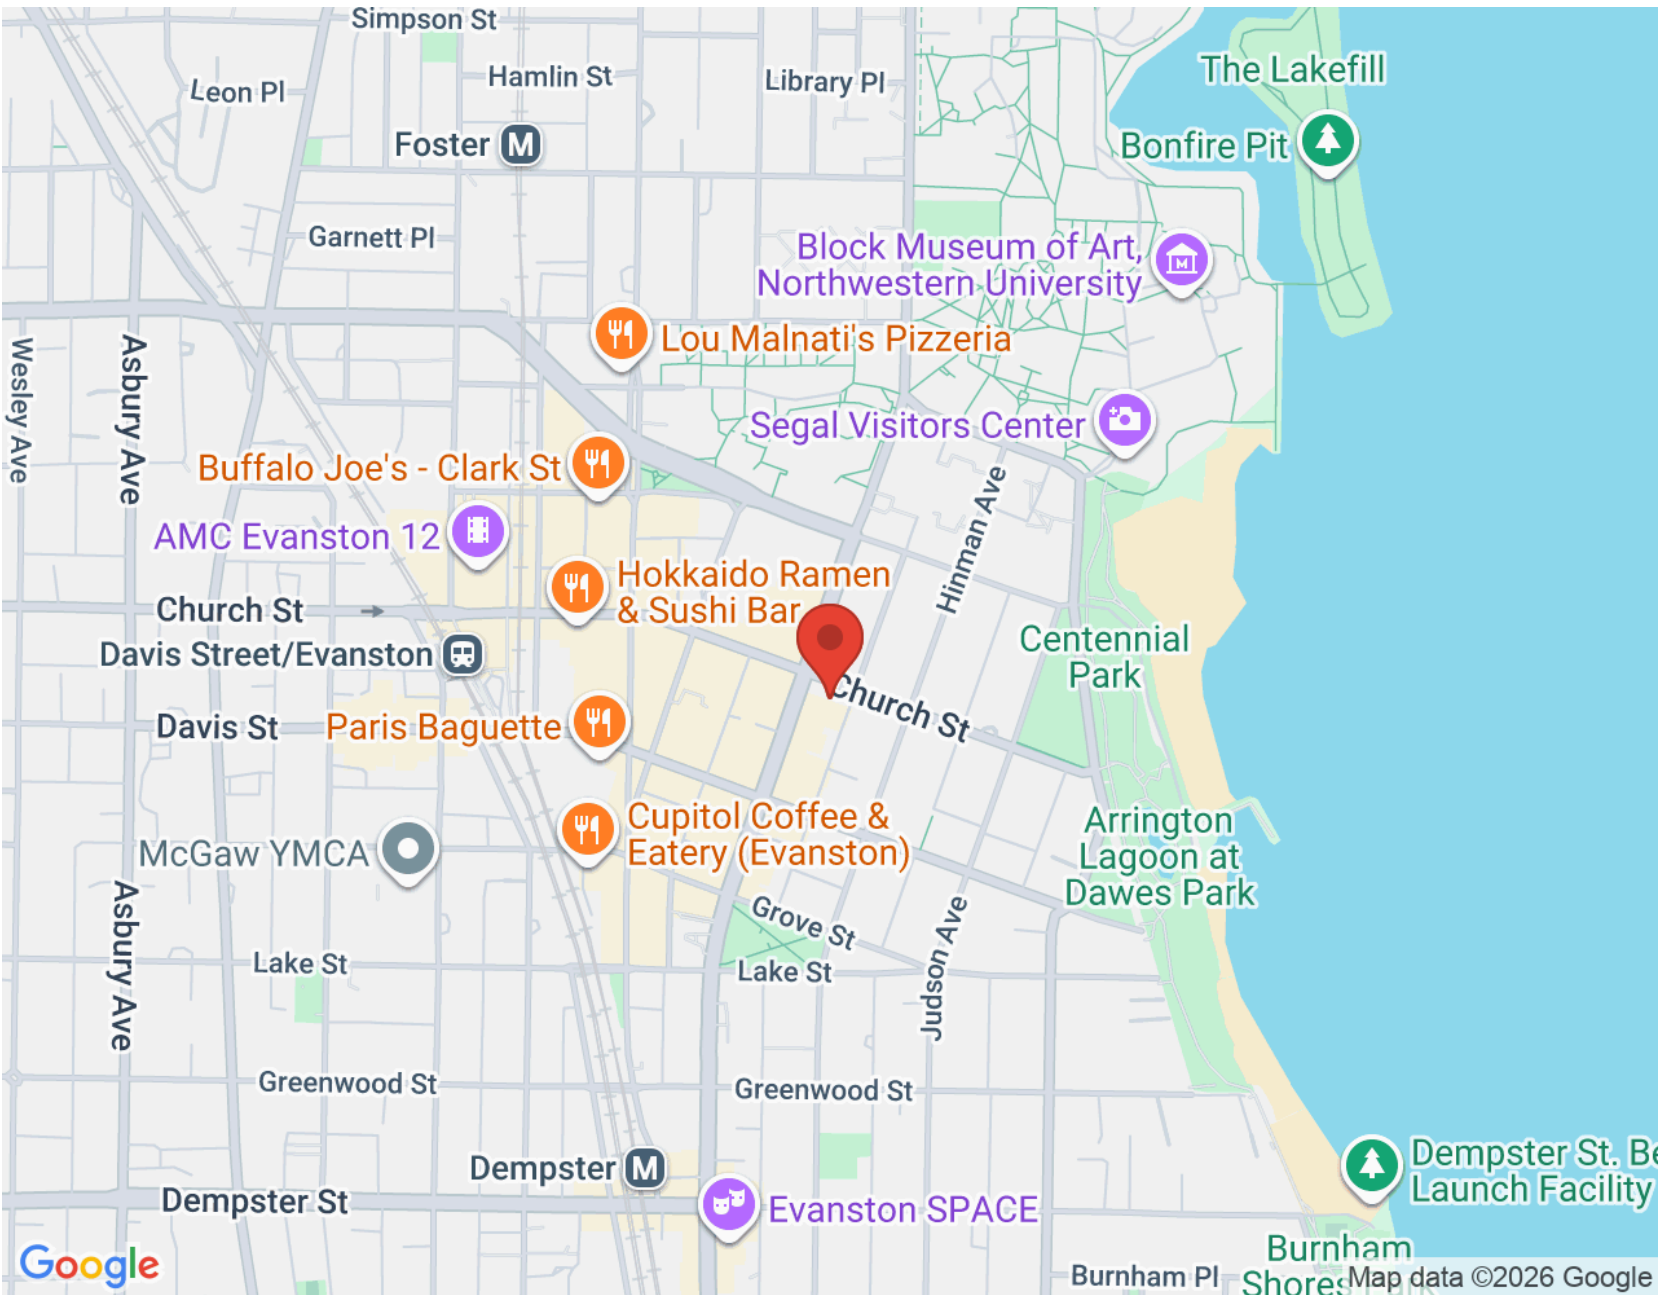 Simpson St
The Lakefill
Hamlin St
Library Pl
Leon Pl
Foster
M
Bonfire Pit
Garnett Pl
Block Museum of Art,
Northwestern University
M
Lou Malnati's Pizzeria
Wesley Ave
Asbury Ave
Segal Visitors Center
Buffalo Joe's - Clark St
Hinman Ave
AMC Evanston 12
Hokkaido Ramen
& Sushi Bar
Church St
Centennial
Park
Davis Street/Evanston
Church St
Davis St
Paris Baguette
Cupitol Coffee &
Eatery (Evanston)
Arrington
Lagoon at
Dawes Park
McGaw YMCA
Asbury Ave
Grove St
Judson Ave
Lake St
Lake St
Greenwood St
Greenwood St
Dempster
M
Dempster St. Be
Launch Facility
Dempster St
Evanston SPACE
Burnham
Shores Park
Burnham Pl
Google
Map data ©2026 Google